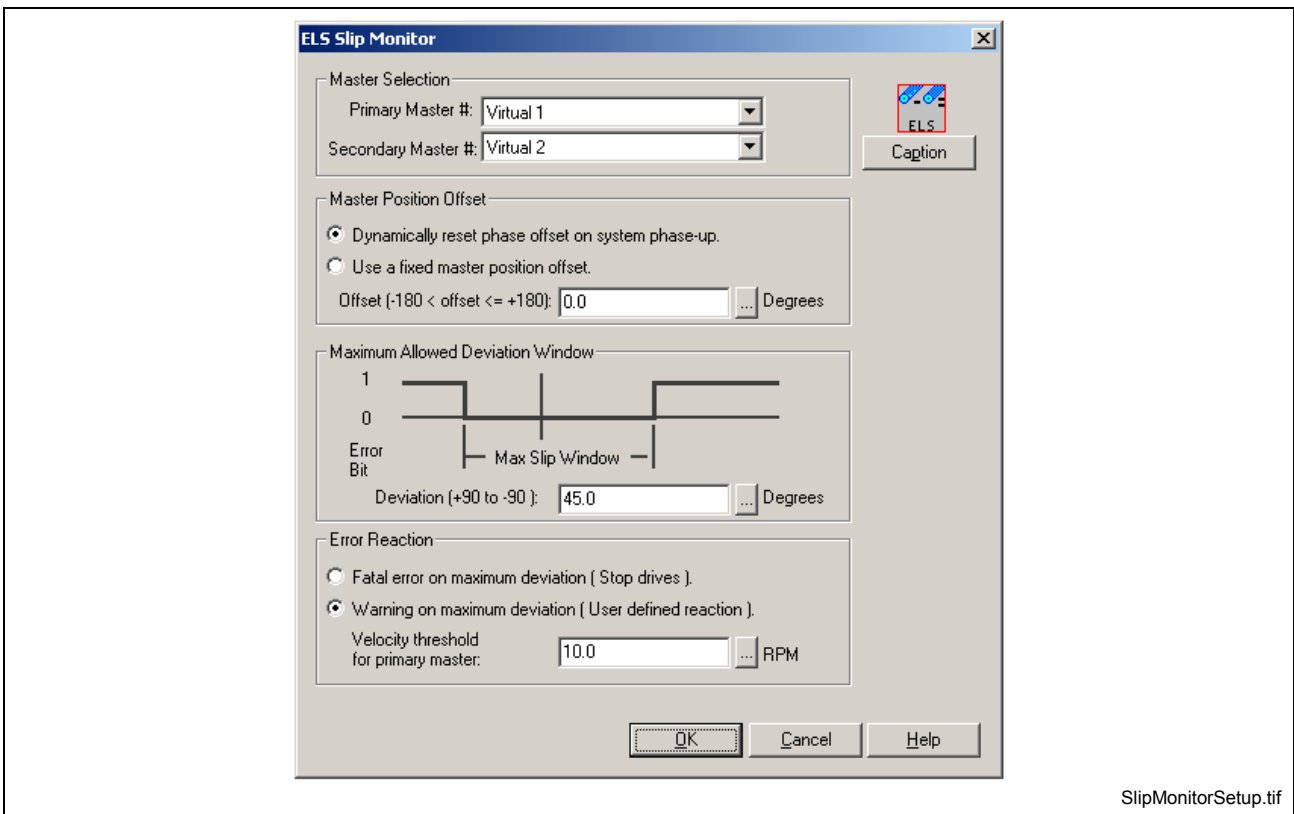 ELS Slip Monitor
Master Selection
Primary Master #: Virtual 1
Secondary Master #: Virtual 2
ELS
Caption
Master Position Offset
Dynamically reset phase offset on system phase-up.
Use a fixed master position offset.
Offset (-180 < offset <= +180): 0.0 ... Degrees
Maximum Allowed Deviation Window
1
0
Error
Bit
Max Slip Window
Deviation (+90 to -90 ): 45.0 ... Degrees
Error Reaction
Fatal error on maximum deviation ( Stop drives ).
Warning on maximum deviation ( User defined reaction ).
Velocity threshold
for primary master: 10.0 ... RPM
OK Cancel Help
SlipMonitorSetup.tif